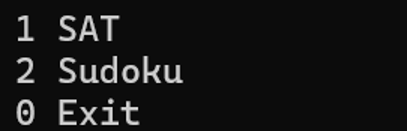 1 SAT
2 Sudoku
0 Exit